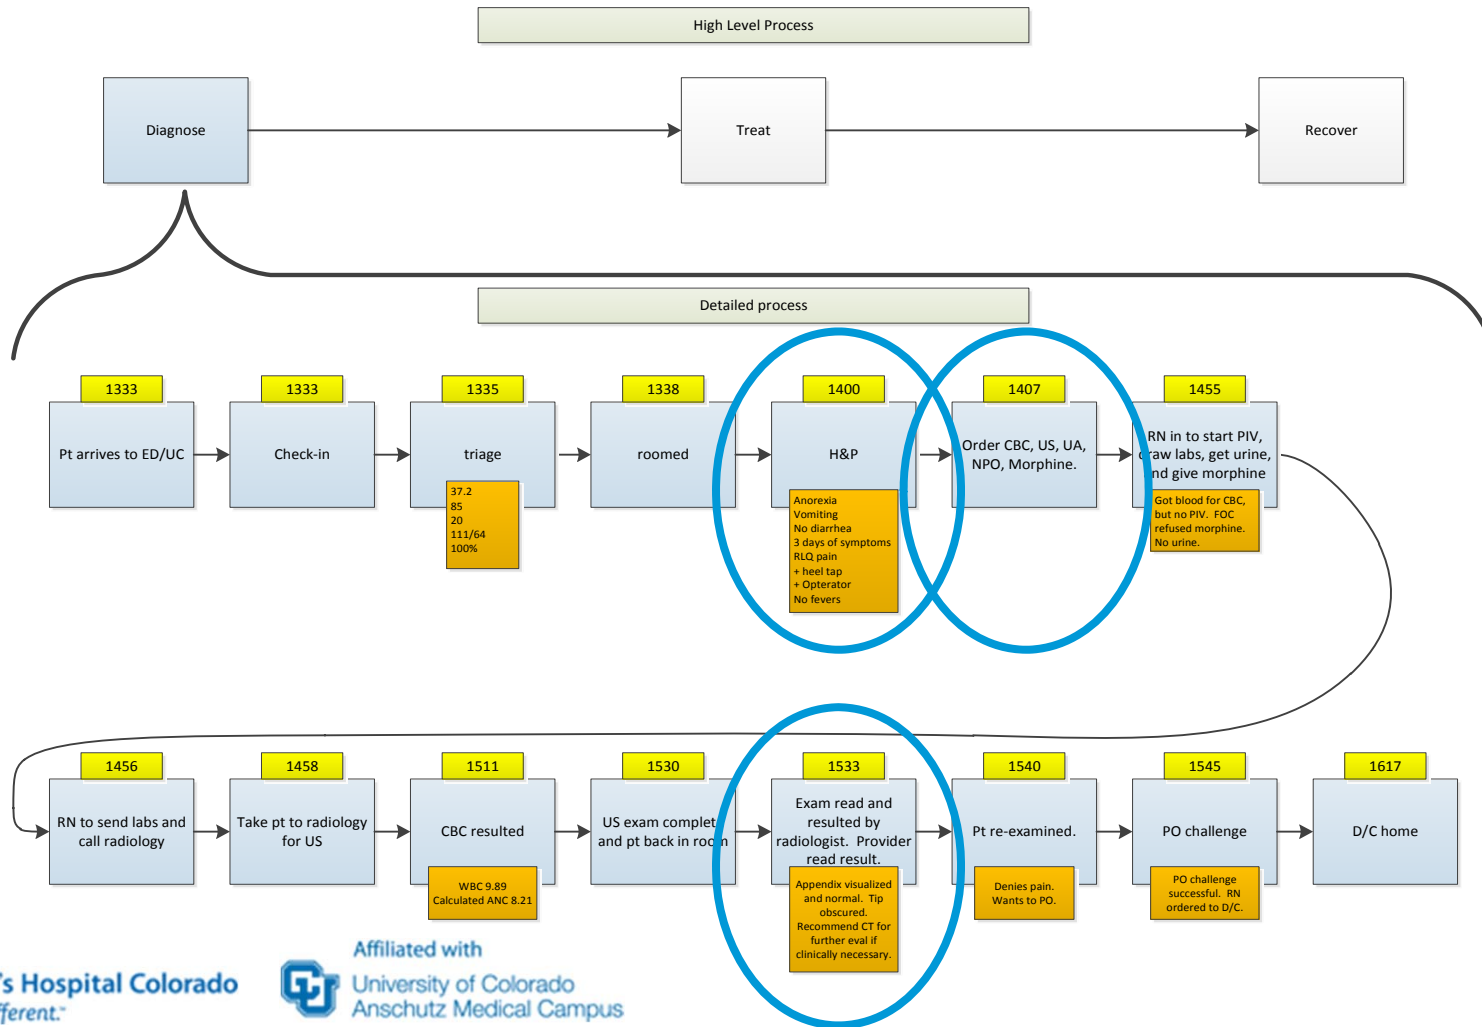 High Level Process
Diagnose
Treat
Recover
Detailed process
1333
Pt arrives to ED/UC
1333
Check-in
1335
triage
37.2
85
20
111/64
100%
1338
roomed
1400
H&P
Anorexia
Vomiting
No diarrhea
3 days of symptoms
RLQ pain
+ heel tap
+ Opterator
No fevers
1407
Order CBC, US, UA,
NPO, Morphine.
1455
RN in to start PIV,
draw labs, get urine,
and give morphine
Got blood for CBC,
but no PIV. FOC
refused morphine.
No urine.
1456
RN to send labs and
call radiology
1458
Take pt to radiology
for US
1511
CBC resulted
WBC 9.89
Calculated ANC 8.21
1530
US exam complet
and pt back in room
1533
Exam read and
resulted by
radiologist. Provider
read result.
Appendix visualized
and normal. Tip
obscured.
Recommend CT for
further eval if
clinically necessary.
1540
Pt re-examined.
Denies pain.
Wants to PO.
1545
PO challenge
PO challenge
successful. RN
ordered to D/C.
1617
D/C home
's Hospital Colorado
fferent.™
Affiliated with
University of Colorado
Anschutz Medical Campus